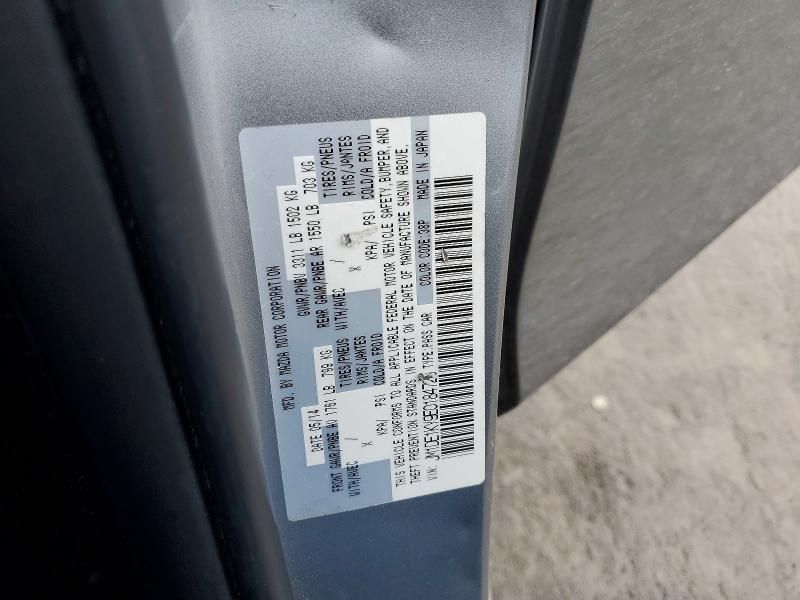 MFD. BY MAZDA MOTOR CORPORATION
DATE 05/14 GVWR/PNBV 3311 LB 1502 KG
FRONT GAWR/PNBE AV 1761 LB 799 KG REAR GAWR/PNBE AR 1550 LB 703 KG
WITH/AVEC TIRES/PNEUS WITH/AVEC TIRES/PNEUS
X RIMS/JANTES X RIMS/JANTES
KPA/ PSI COLD/A FROID KPA/ PSI COLD/A FROID
THIS VEHICLE CONFORMS TO ALL APPLICABLE FEDERAL MOTOR VEHICLE SAFETY, BUMPER, AND
THEFT PREVENTION STANDARDS IN EFFECT ON THE DATE OF MANUFACTURE SHOWN ABOVE.
VIN: TYPE:PASS CAR COLOR CODE:38P MADE IN JAPAN